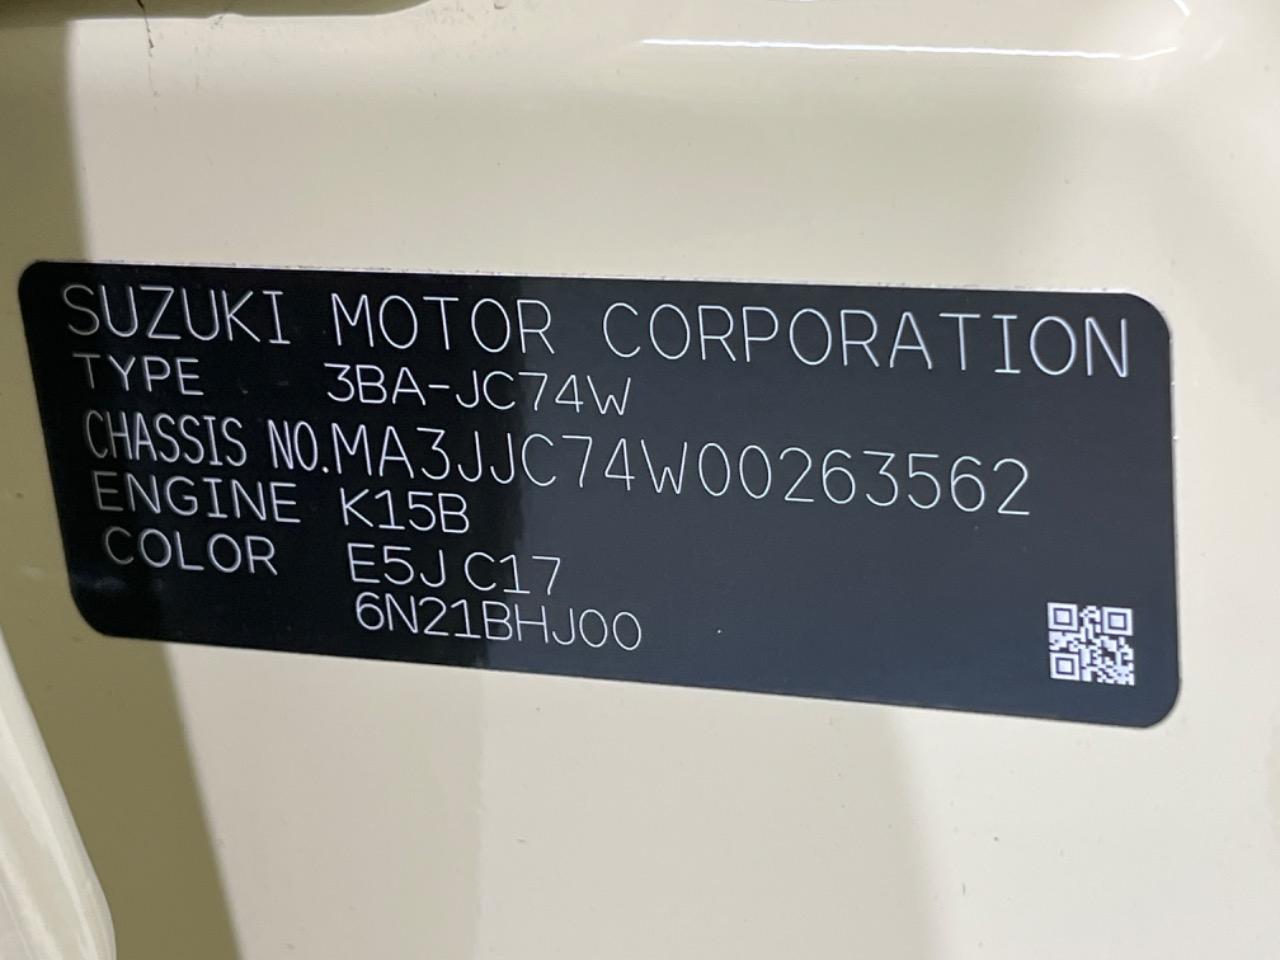 SUZUKI MOTOR CORPORATION
TYPE 3BA-JC74W
CHASSIS NO.MA3JJC74W00263562
ENGINE K15B
COLOR E5J C17
6N21BHJ00